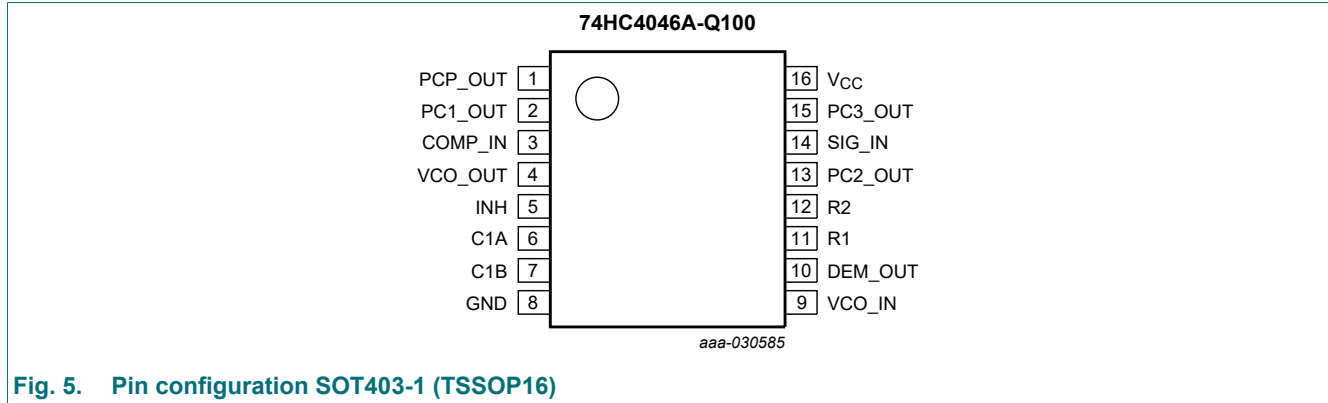 74HC4046A-Q100
PCP_OUT 1 16 VCC
PC1_OUT 2 15 PC3_OUT
COMP_IN 3 14 SIG_IN
VCO_OUT 4 13 PC2_OUT
INH 5 12 R2
C1A 6 11 R1
C1B 7 10 DEM_OUT
GND 8 9 VCO_IN
aaa-030585
Fig. 5. Pin configuration SOT403-1 (TSSOP16)